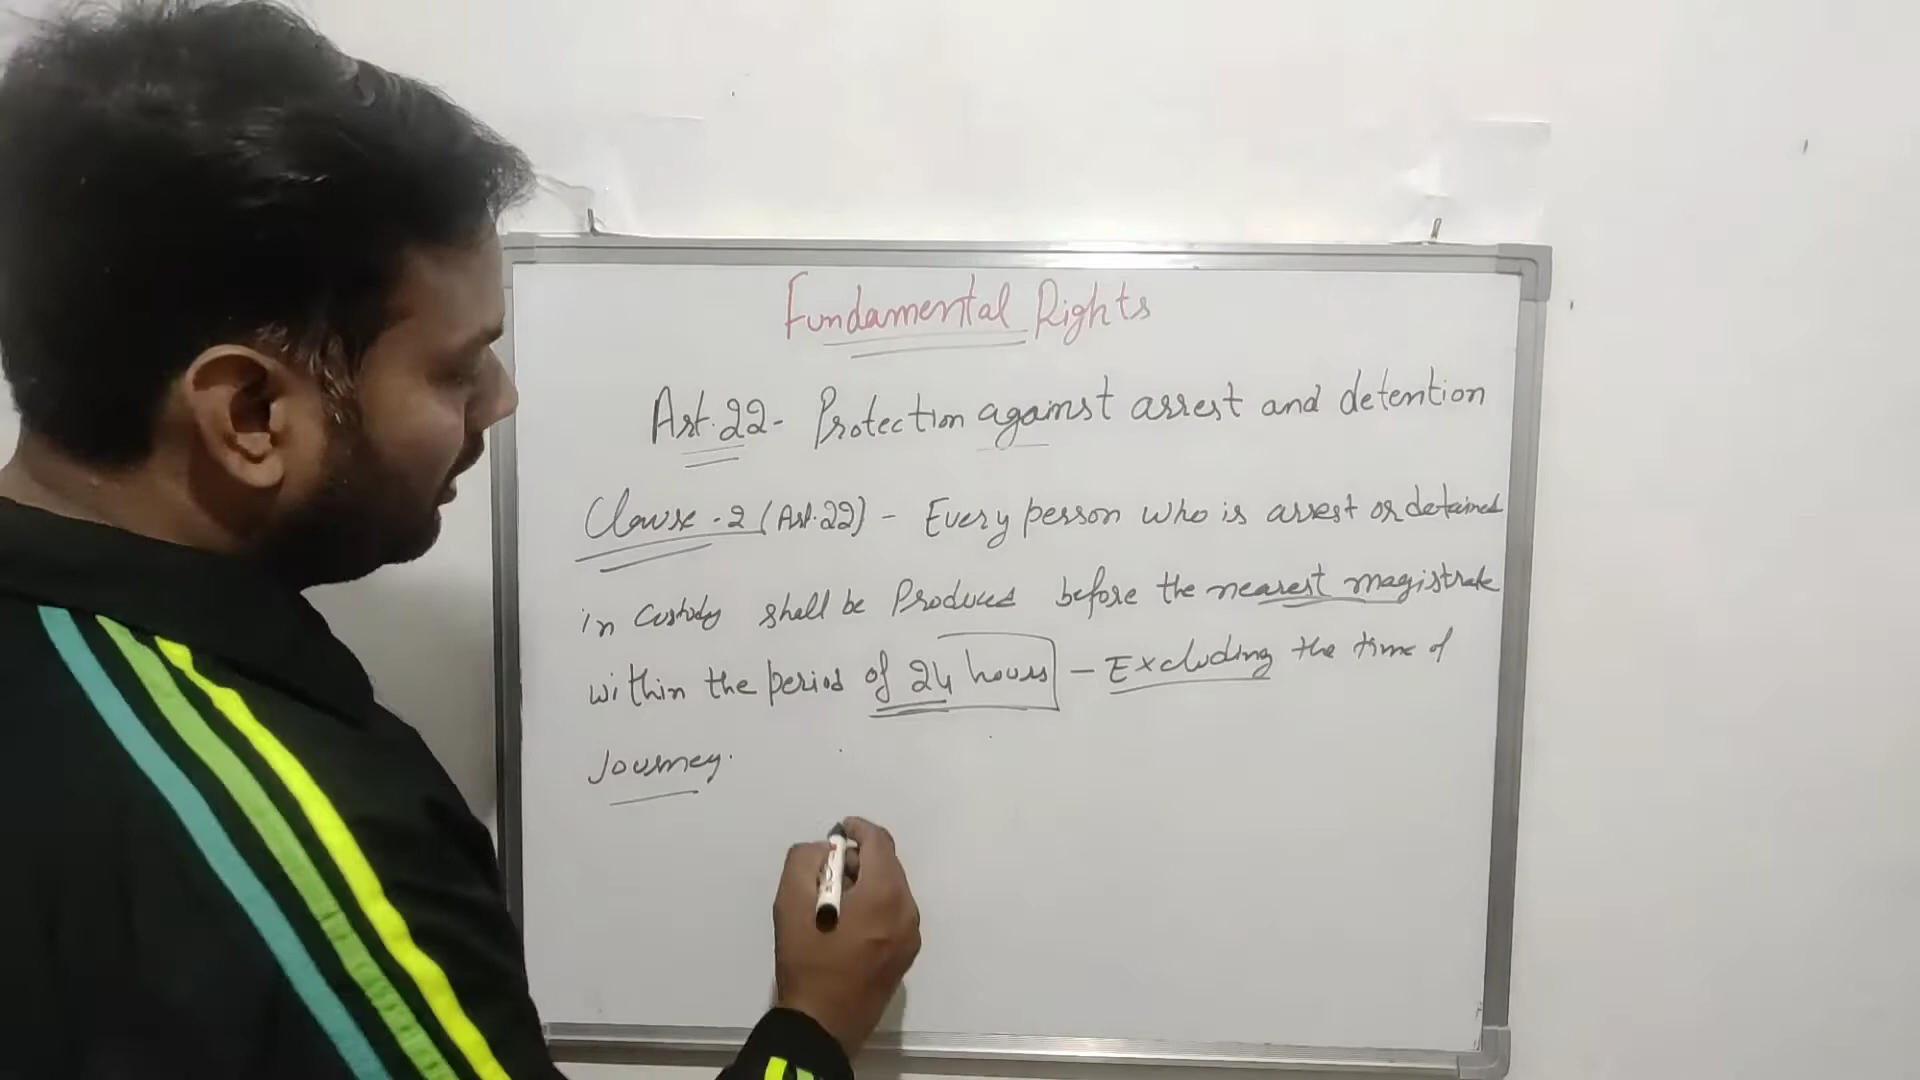 Fundamental Rights
Art. 22 - Protection against arrest and detention
Clause - 2 (Art. 22) - Every person who is arrest or detained
in custody shall be Produced before the nearest magistrate
within the period of 24 hours - Excluding the time of
Journey.